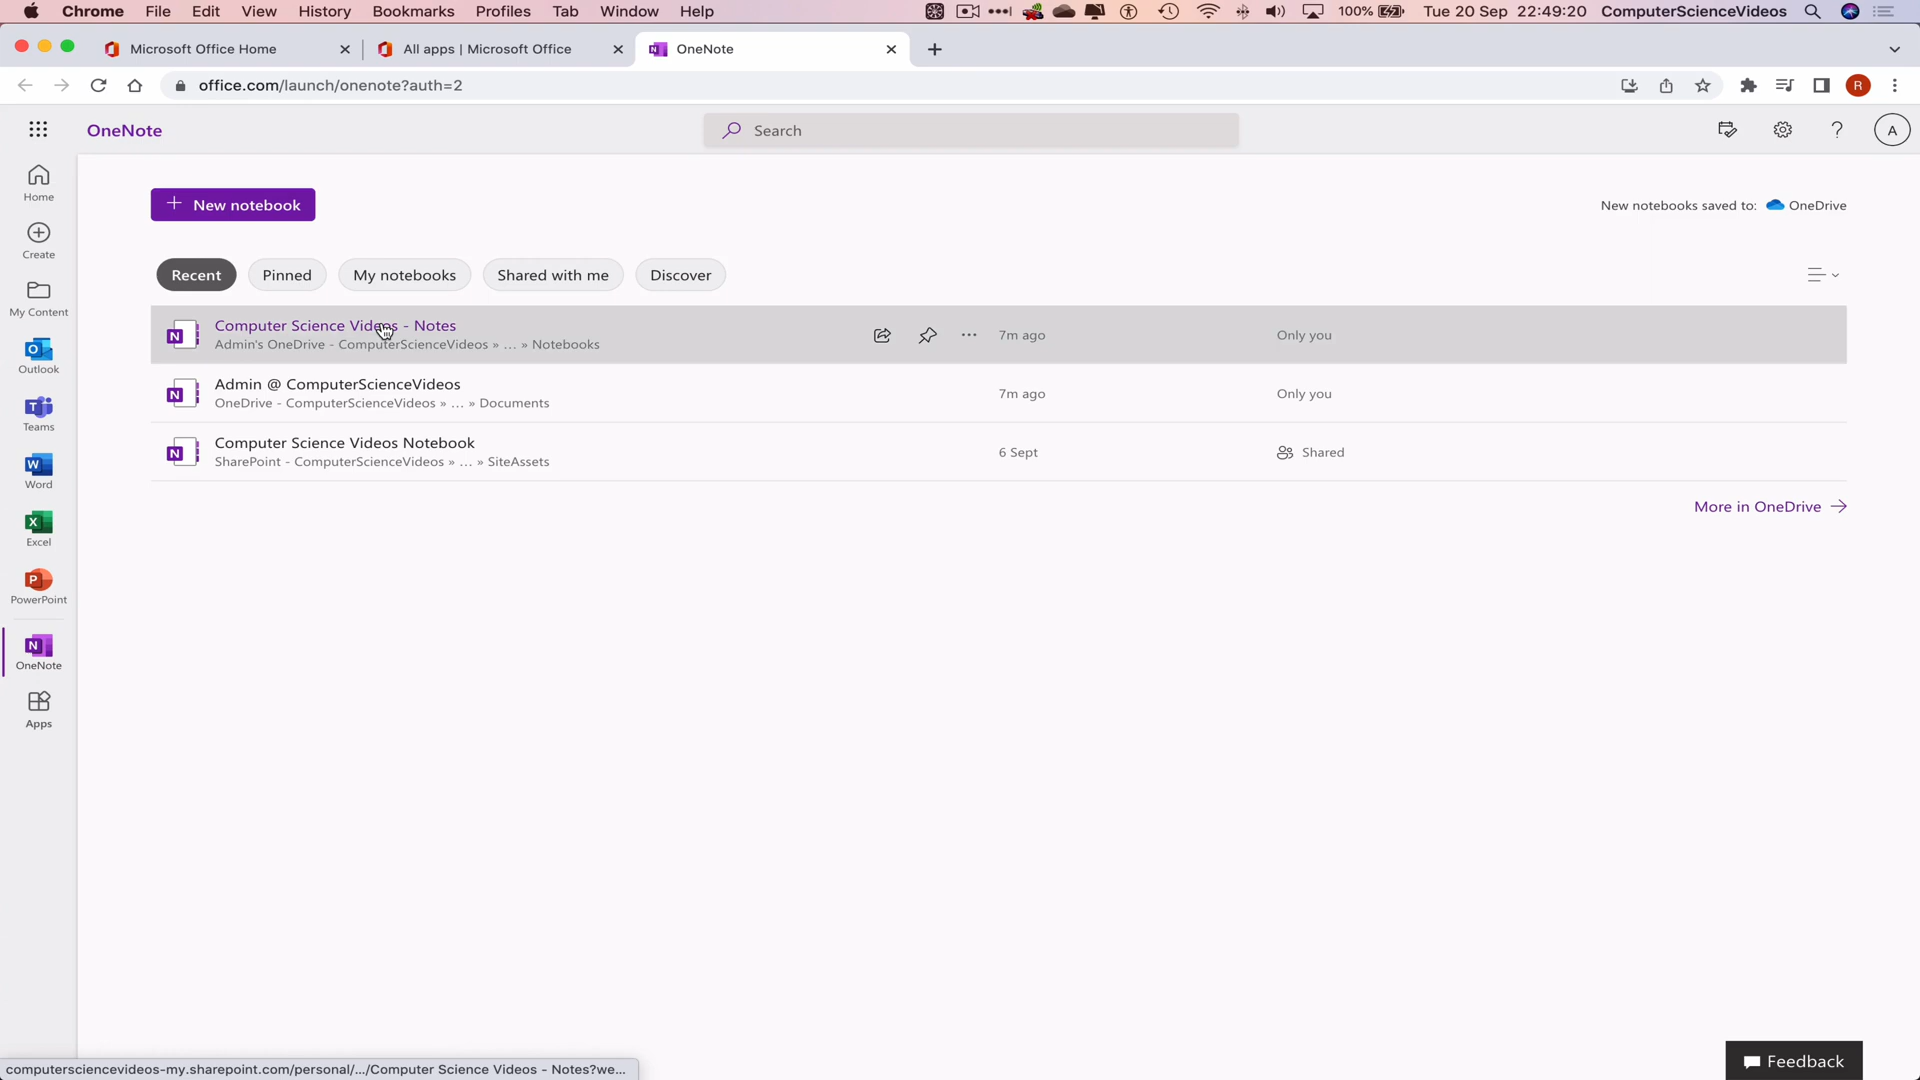 Chrome File Edit View History Bookmarks Profiles Tab Window Help 100% Tue 20 Sep 22:49:20 ComputerScienceVideos
Microsoft Office Home All apps | Microsoft Office OneNote
office.com/launch/onenote?auth=2 R
OneNote Search ? A
Home
Create
My Content
Outlook
Teams
Word
Excel
PowerPoint
OneNote
Apps
+ New notebook New notebooks saved to: OneDrive
Recent Pinned My notebooks Shared with me Discover
Computer Science Videos - Notes
Admin's OneDrive - ComputerScienceVideos » ... » Notebooks
7m ago Only you
Admin @ ComputerScienceVideos
OneDrive - ComputerScienceVideos » ... » Documents
7m ago Only you
Computer Science Videos Notebook
SharePoint - ComputerScienceVideos » ... » SiteAssets
6 Sept Shared
More in OneDrive →
Feedback
computersciencevideos-my.sharepoint.com/personal/.../Computer Science Videos - Notes?we...